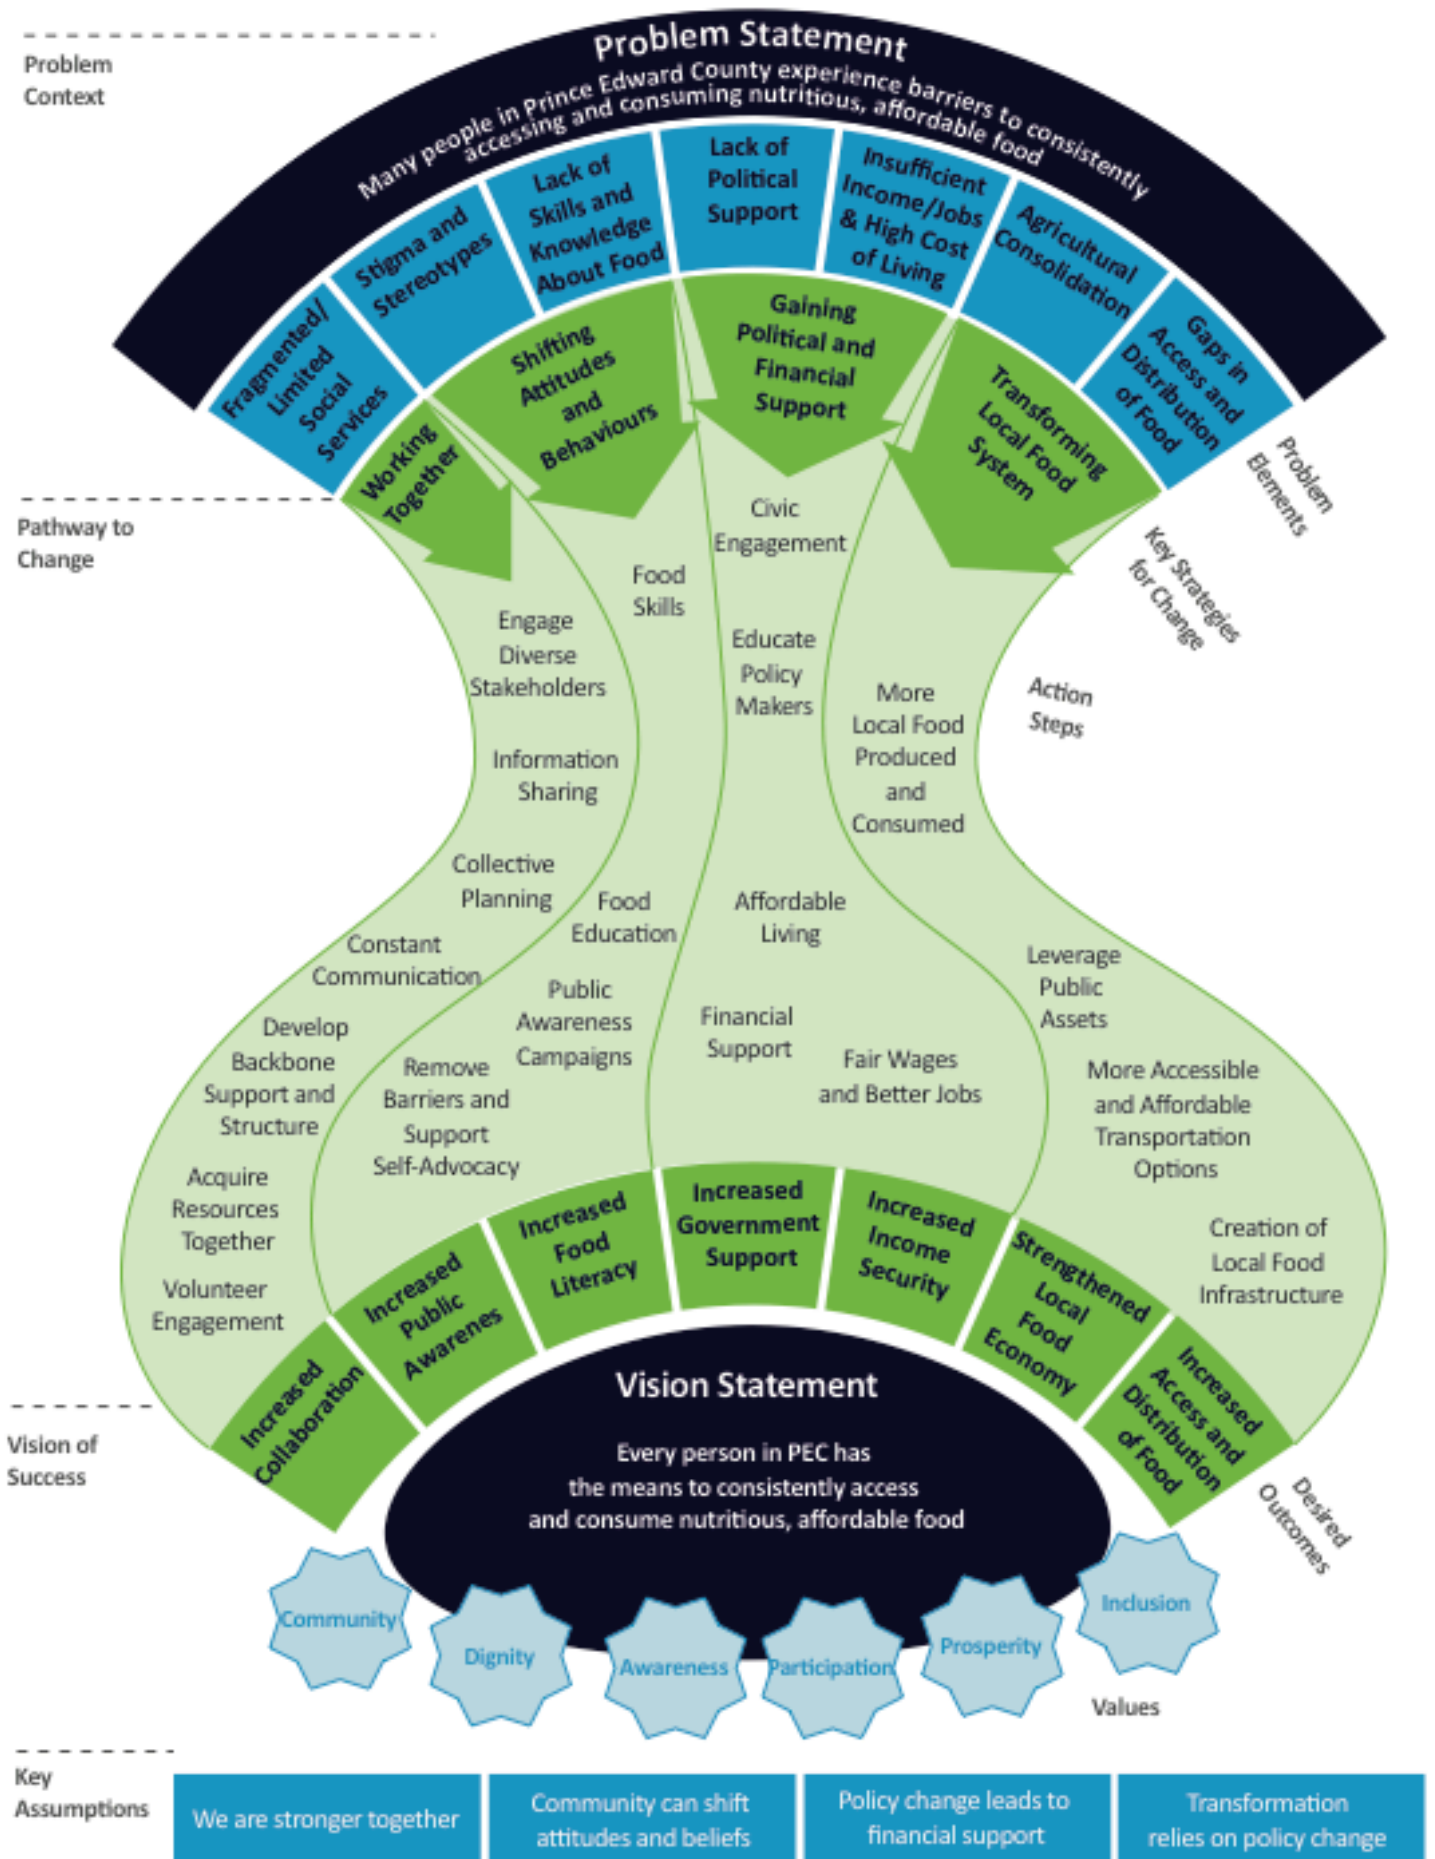 Problem
Context
Problem Statement
Many people in Prince Edward County experience barriers to consistently
accessing and consuming nutritious, affordable food
Fragmented/
Limited
Social
Services
Stigma and
Stereotypes
Lack of
Skills and
Knowledge
About Food
Lack of
Political
Support
Insufficient
Income/Jobs
& High Cost
of Living
Agricultural
Consolidation
Gaps in
Access and
Distribution
of Food
Problem
Elements
Pathway to
Change
Working
Together
Shifting
Attitudes
and
Behaviours
Gaining
Political and
Financial
Support
Transforming
Local Food
System
Key Strategies
for Change
Action
Steps
Engage
Diverse
Stakeholders
Information
Sharing
Collective
Planning
Constant
Communication
Develop
Backbone
Support and
Structure
Acquire
Resources
Together
Volunteer
Engagement
Food
Skills
Food
Education
Public
Awareness
Campaigns
Remove
Barriers and
Support
Self-Advocacy
Civic
Engagement
Educate
Policy
Makers
Affordable
Living
Financial
Support
Fair Wages
and Better Jobs
More
Local Food
Produced
and
Consumed
Leverage
Public
Assets
More Accessible
and Affordable
Transportation
Options
Creation of
Local Food
Infrastructure
Vision of
Success
Increased
Collaboration
Increased
Public
Awarenes
Increased
Food
Literacy
Increased
Government
Support
Increased
Income
Security
Strengthened
Local
Food
Economy
Increased
Access and
Distribution
of Food
Desired
Outcomes
Vision Statement
Every person in PEC has
the means to consistently access
and consume nutritious, affordable food
Community
Dignity
Awareness
Participation
Prosperity
Inclusion
Values
Key
Assumptions
We are stronger together
Community can shift
attitudes and beliefs
Policy change leads to
financial support
Transformation
relies on policy change